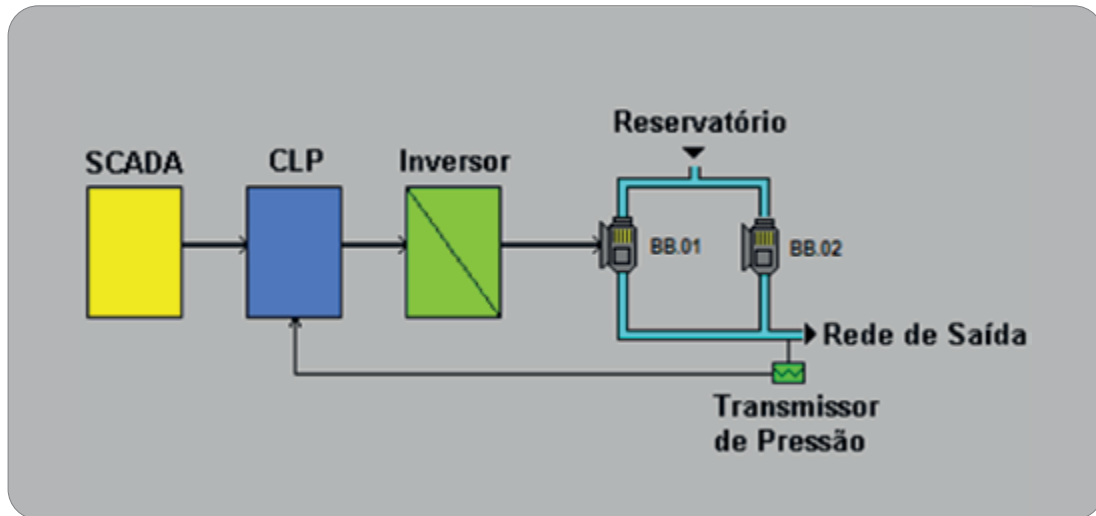 Reservatório
SCADA
CLP
Inversor
BB.01
BB.02
Rede de Saída
Transmissor
de Pressão